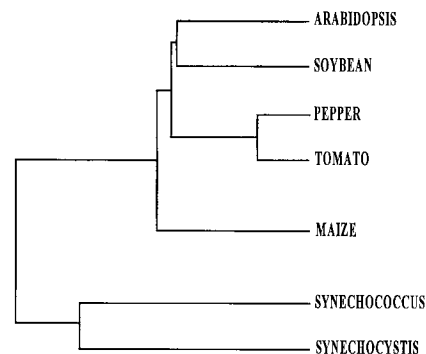 ARABIDOPSIS
SOYBEAN
PEPPER
TOMATO
MAIZE
SYNECHOCOCCUS
SYNECHOCYSTIS